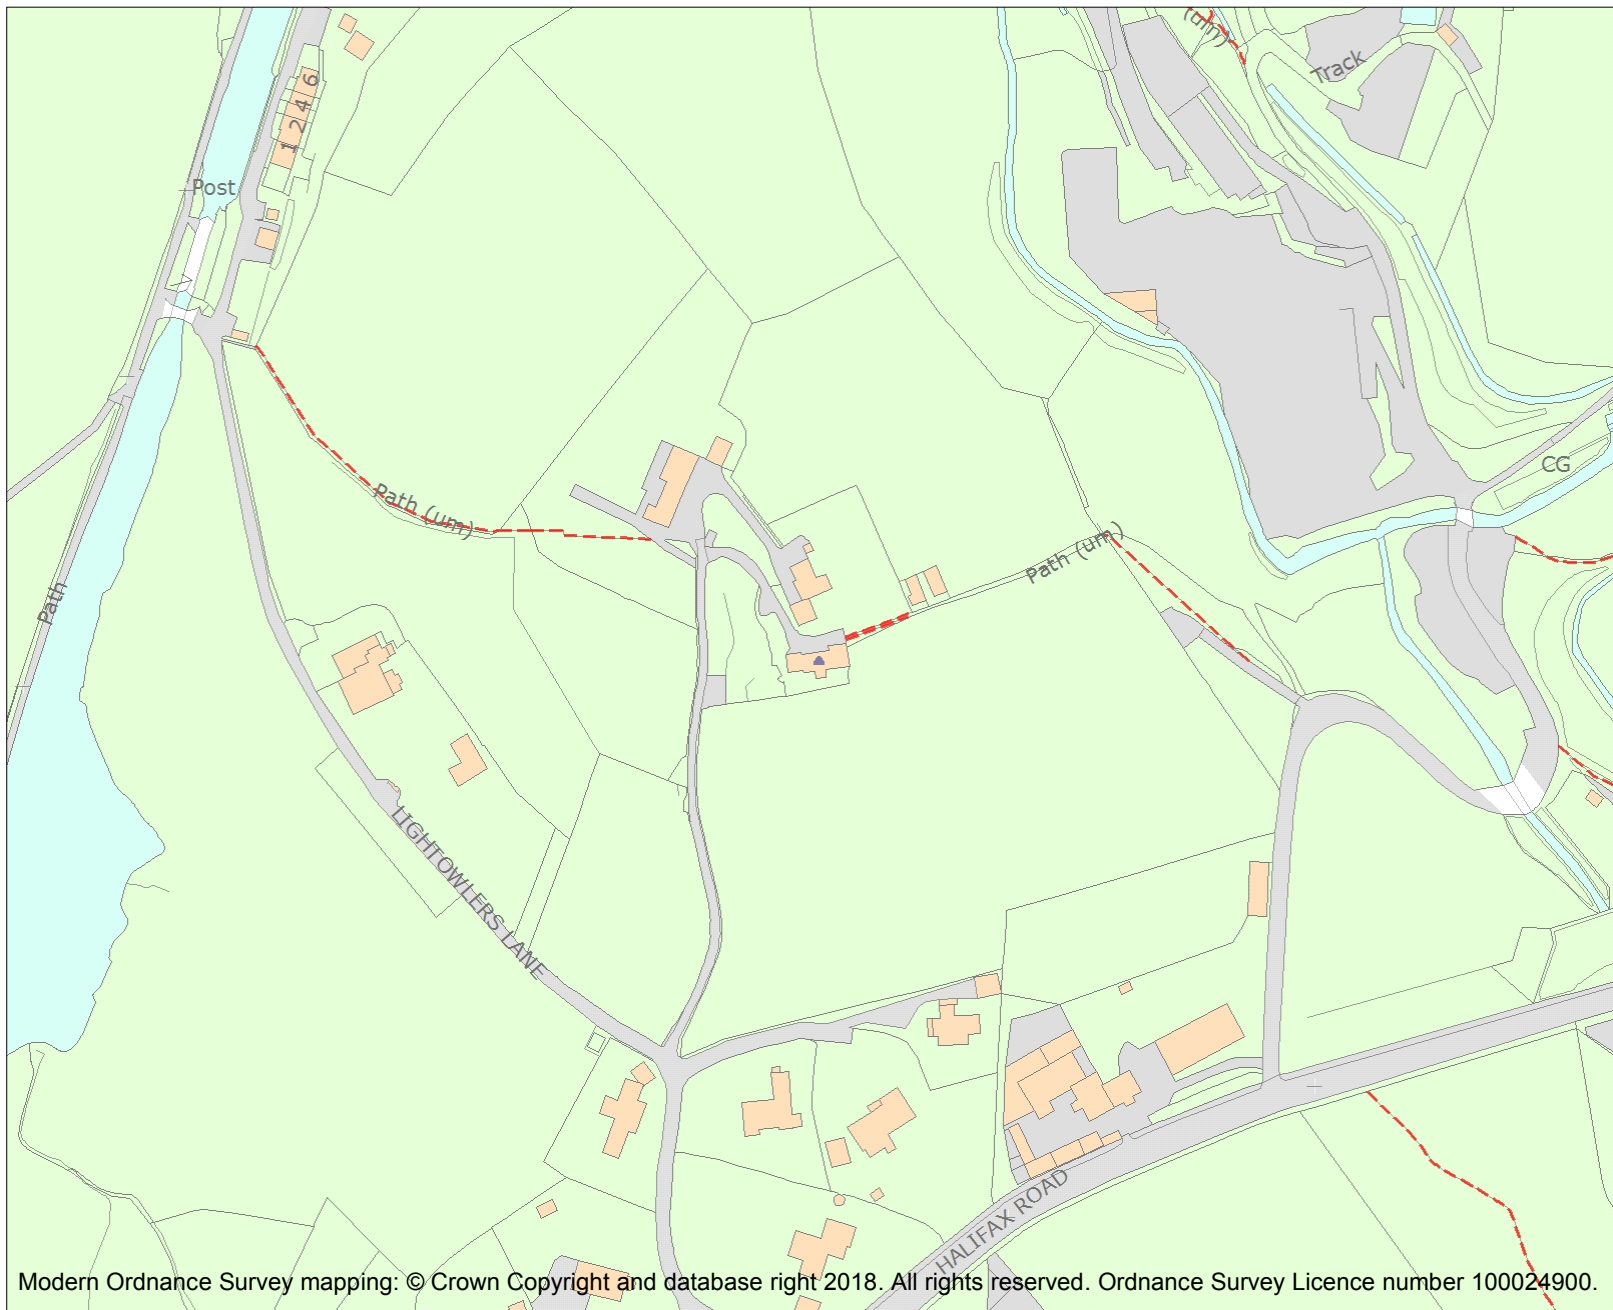 (um)
Track
6
4
2
1
Post
CG
Path (um)
Path (um)
Path
LIGHTOWLERS LANE
HALIFAX ROAD
Modern Ordnance Survey mapping: © Crown Copyright and database right 2018. All rights reserved. Ordnance Survey Licence number 100024900.